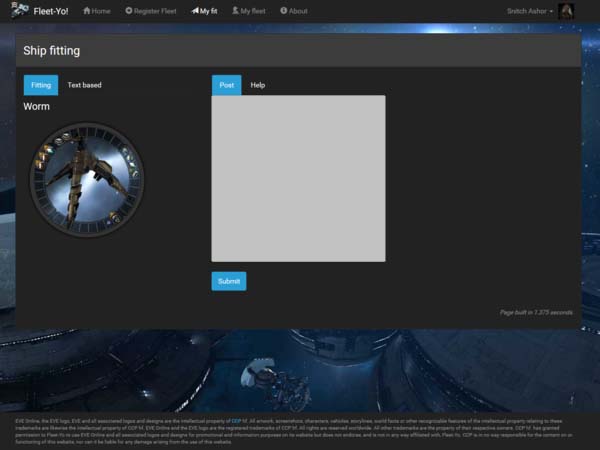 Fleet-Yo! Home Register Fleet My fit My fleet About Snitch Ashor
Ship fitting
Fitting Text based Post Help
Worm
Submit
Page built in 1.375 seconds.
EVE Online, the EVE logo, EVE and all associated logos and designs are the intellectual property of CCP hf. All artwork, screenshots, characters, vehicles, storylines, world facts or other recognizable features of the intellectual property relating to these
trademarks are likewise the intellectual property of CCP hf. EVE Online and the EVE logo are the registered trademarks of CCP hf. All rights are reserved worldwide. All other trademarks are the property of their respective owners. CCP hf. has granted
permission to Fleet-Yo to use EVE Online and all associated logos and designs for promotional and information purposes on its website but does not endorse, and is not in any way affiliated with, Fleet-Yo. CCP is in no way responsible for the content on or
functioning of this website, nor can it be liable for any damage arising from the use of this website.